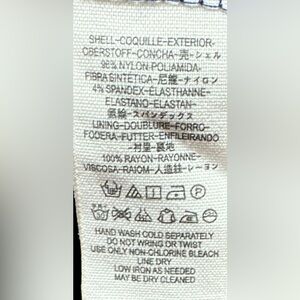 SHELL-COQUILLE-EXTERIOR-
OBERSTOFF-CONCHA-売-シェル
96% NYLON-POLIAMIDA-
FIBRA SINTÉTICA-尼龍-ナイロン
4% SPANDEX-ÉLASTHANNE-
ELASTANO-ELASTAN-
スパンデックス
LINING-DOUBLURE-FORRO-
FODERA-FUTTER-ENFILEIRANDO
-村里-裏地
100% RAYON-RAYONNE-
VISCOSA-RAIOM-人造丝-レーヨン
HAND WASH COLD SEPARATELY
DO NOT WRING OR TWIST
USE ONLY NON-CHLORINE BLEACH
LINE DRY
LOW IRON AS NEEDED
MAY BE DRY CLEANED